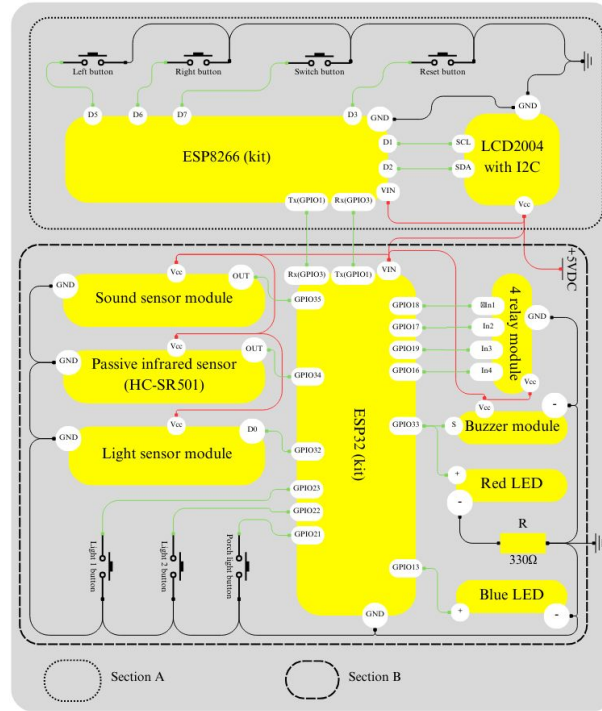 Left button
Right button
Switch button
Reset button
D5
D6
D7
D3
GND
GND
ESP8266 (kit)
D1
SCL
LCD2004
with I2C
D2
SDA
VIN
Tx(GPIO1)
Rx(GPIO3)
Vcc
+5VDC
Vcc
OUT
Rx(GPIO3)
Tx(GPIO1)
VIN
GND
Sound sensor module
GPIO35
GPIO18
In1
4 relay module
GND
GPIO17
In2
Vcc
OUT
GPIO19
In3
GND
Passive infrared sensor
(HC-SR501)
GPIO34
GPIO16
In4
Vcc
ESP32 (kit)
Vcc
Vcc
-
GND
Light sensor module
D0
GPIO33
S
Buzzer module
GPIO32
+
Red LED
-
GPIO23
GPIO22
GPIO21
R
330Ω
Light 1 button
Light 2 button
Porch light button
GPIO13
Blue LED
+
-
GND
Section A
Section B